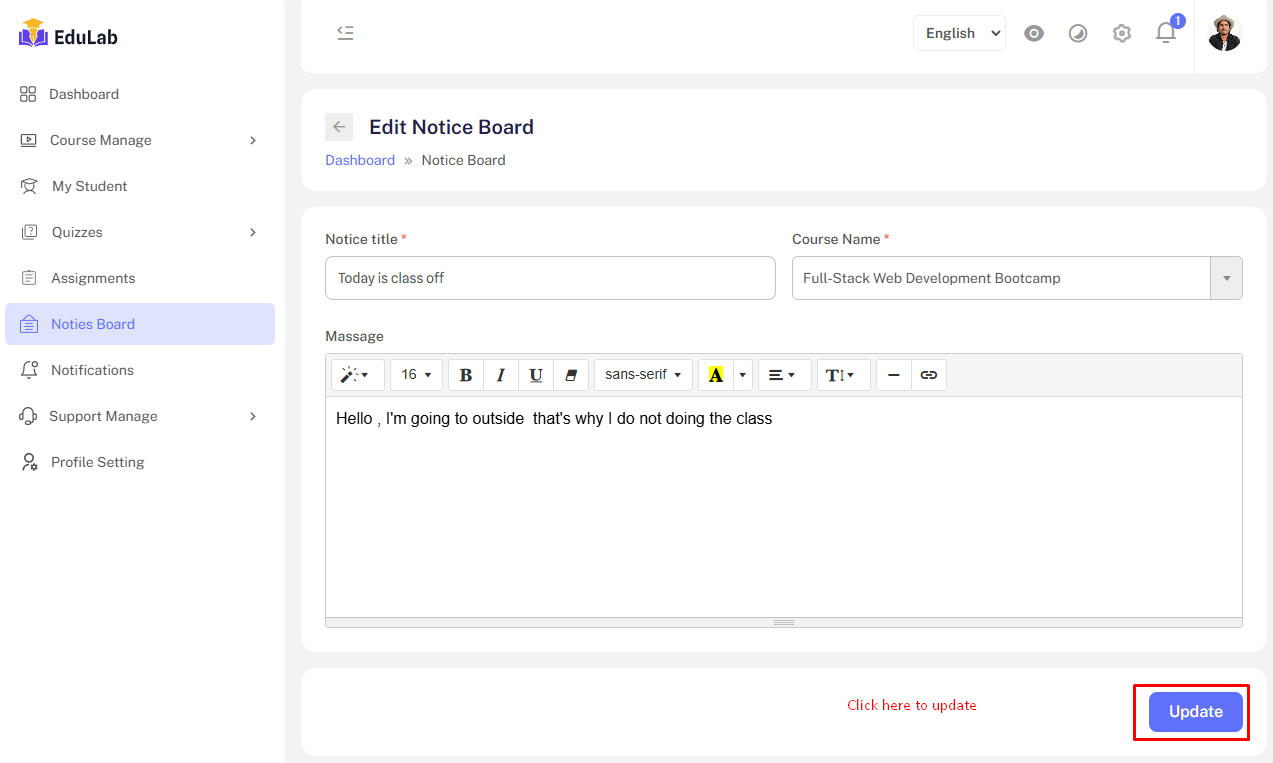 EduLab
English
1
Dashboard
Course Manage
My Student
Quizzes
Assignments
Noties Board
Notifications
Support Manage
Profile Setting
Edit Notice Board
Dashboard » Notice Board
Notice title *
Course Name *
Today is class off
Full-Stack Web Development Bootcamp
Massage
16 B I U sans-serif A T
Hello , I'm going to outside  that's why I do not doing the class
Click here to update
Update